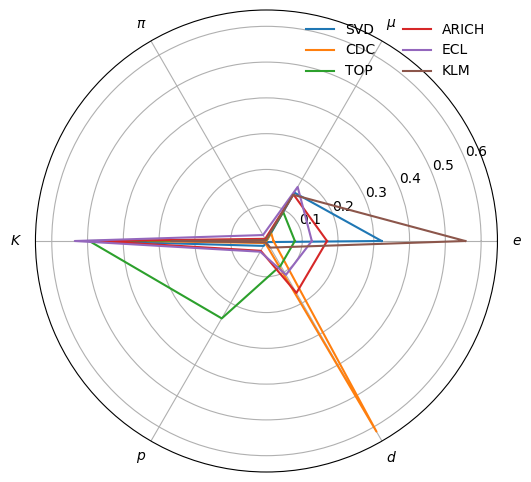 π
μ
SVD ARICH
CDC ECL
TOP KLM
0.6
0.5
0.4
0.3
0.2
0.1
K
e
p
d